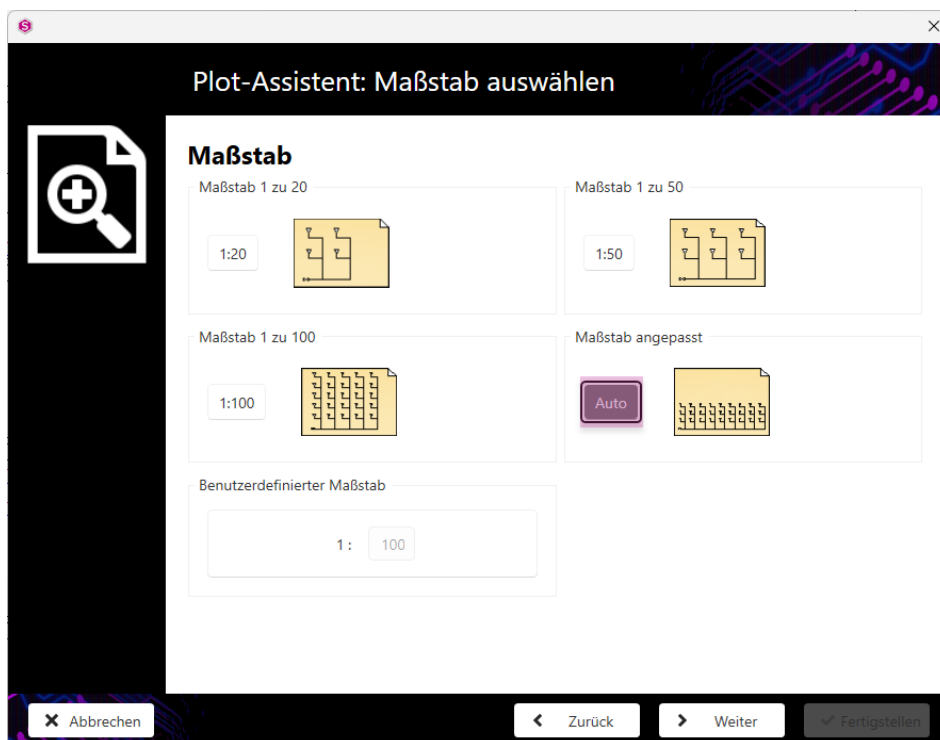 S
Plot-Assistent: Maßstab auswählen
Maßstab
Maßstab 1 zu 20
1:20
Maßstab 1 zu 50
1:50
Maßstab 1 zu 100
1:100
Maßstab angepasst
Auto
Benutzerdefinierter Maßstab
1 : 100
Abbrechen
Zurück
Weiter
Fertigstellen